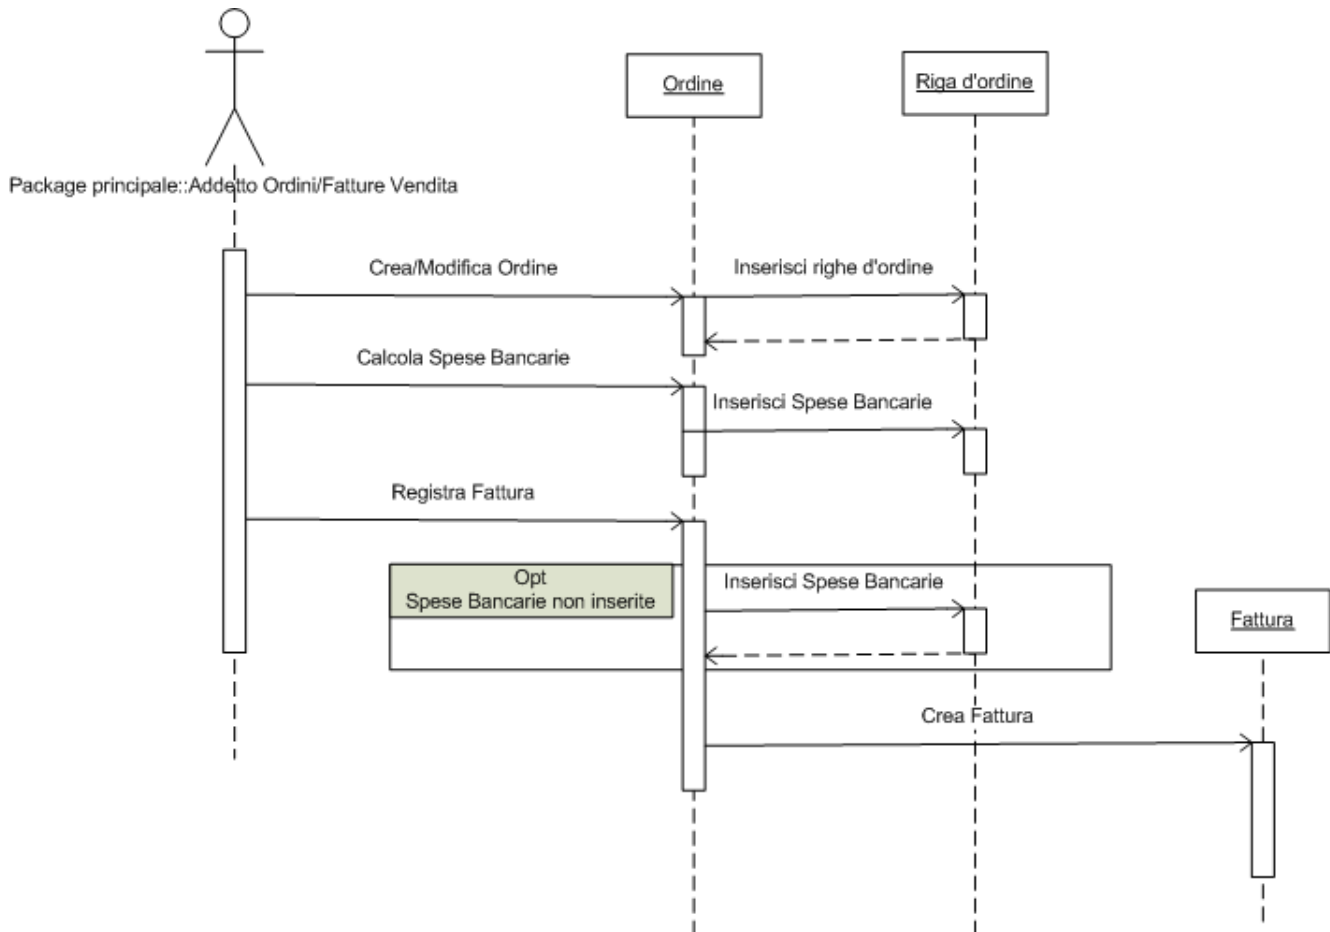 Ordine
Riga d'ordine
Package principale::Addetto Ordini/Fatture Vendita
Crea/Modifica Ordine
Inserisci righe d'ordine
Calcola Spese Bancarie
Inserisci Spese Bancarie
Registra Fattura
Opt
Spese Bancarie non inserite
Inserisci Spese Bancarie
Fattura
Crea Fattura